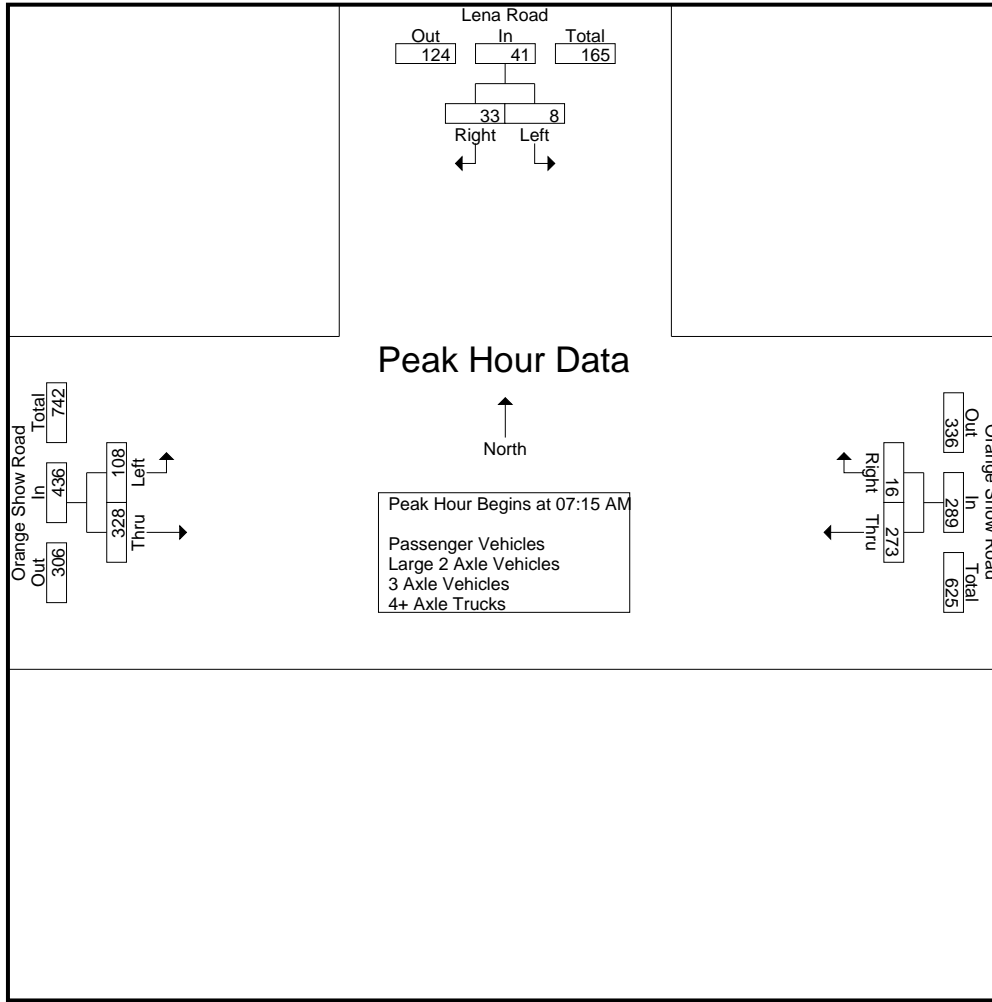 Lena Road
Out In Total
124 41 165
33 8
Right Left
Peak Hour Data
North
Peak Hour Begins at 07:15 AM
Passenger Vehicles
Large 2 Axle Vehicles
3 Axle Vehicles
4+ Axle Trucks
Orange Show Road
Out In Total
306 436 742
328 108
Thru Left
Orange Show Road
Out In Total
336 289 625
16 273
Right Thru